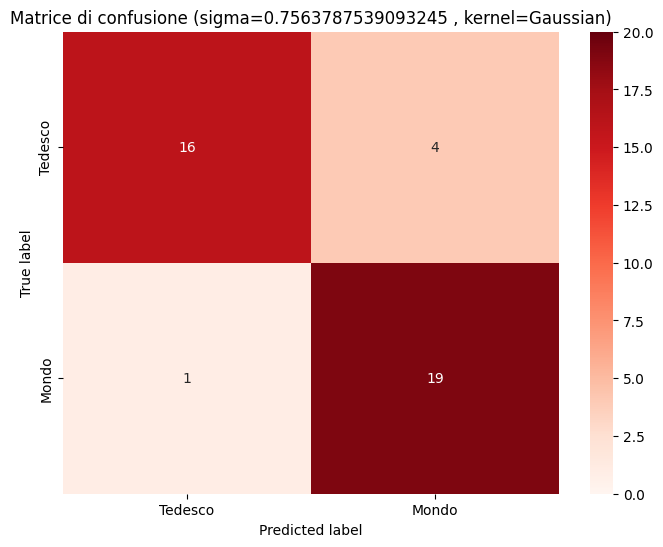 Matrice di confusione (sigma=0.7563787539093245 , kernel=Gaussian)
20.0
17.5
15.0
12.5
10.0
7.5
5.0
2.5
0.0
True label
Tedesco
Mondo
16
4
1
19
Tedesco
Mondo
Predicted label